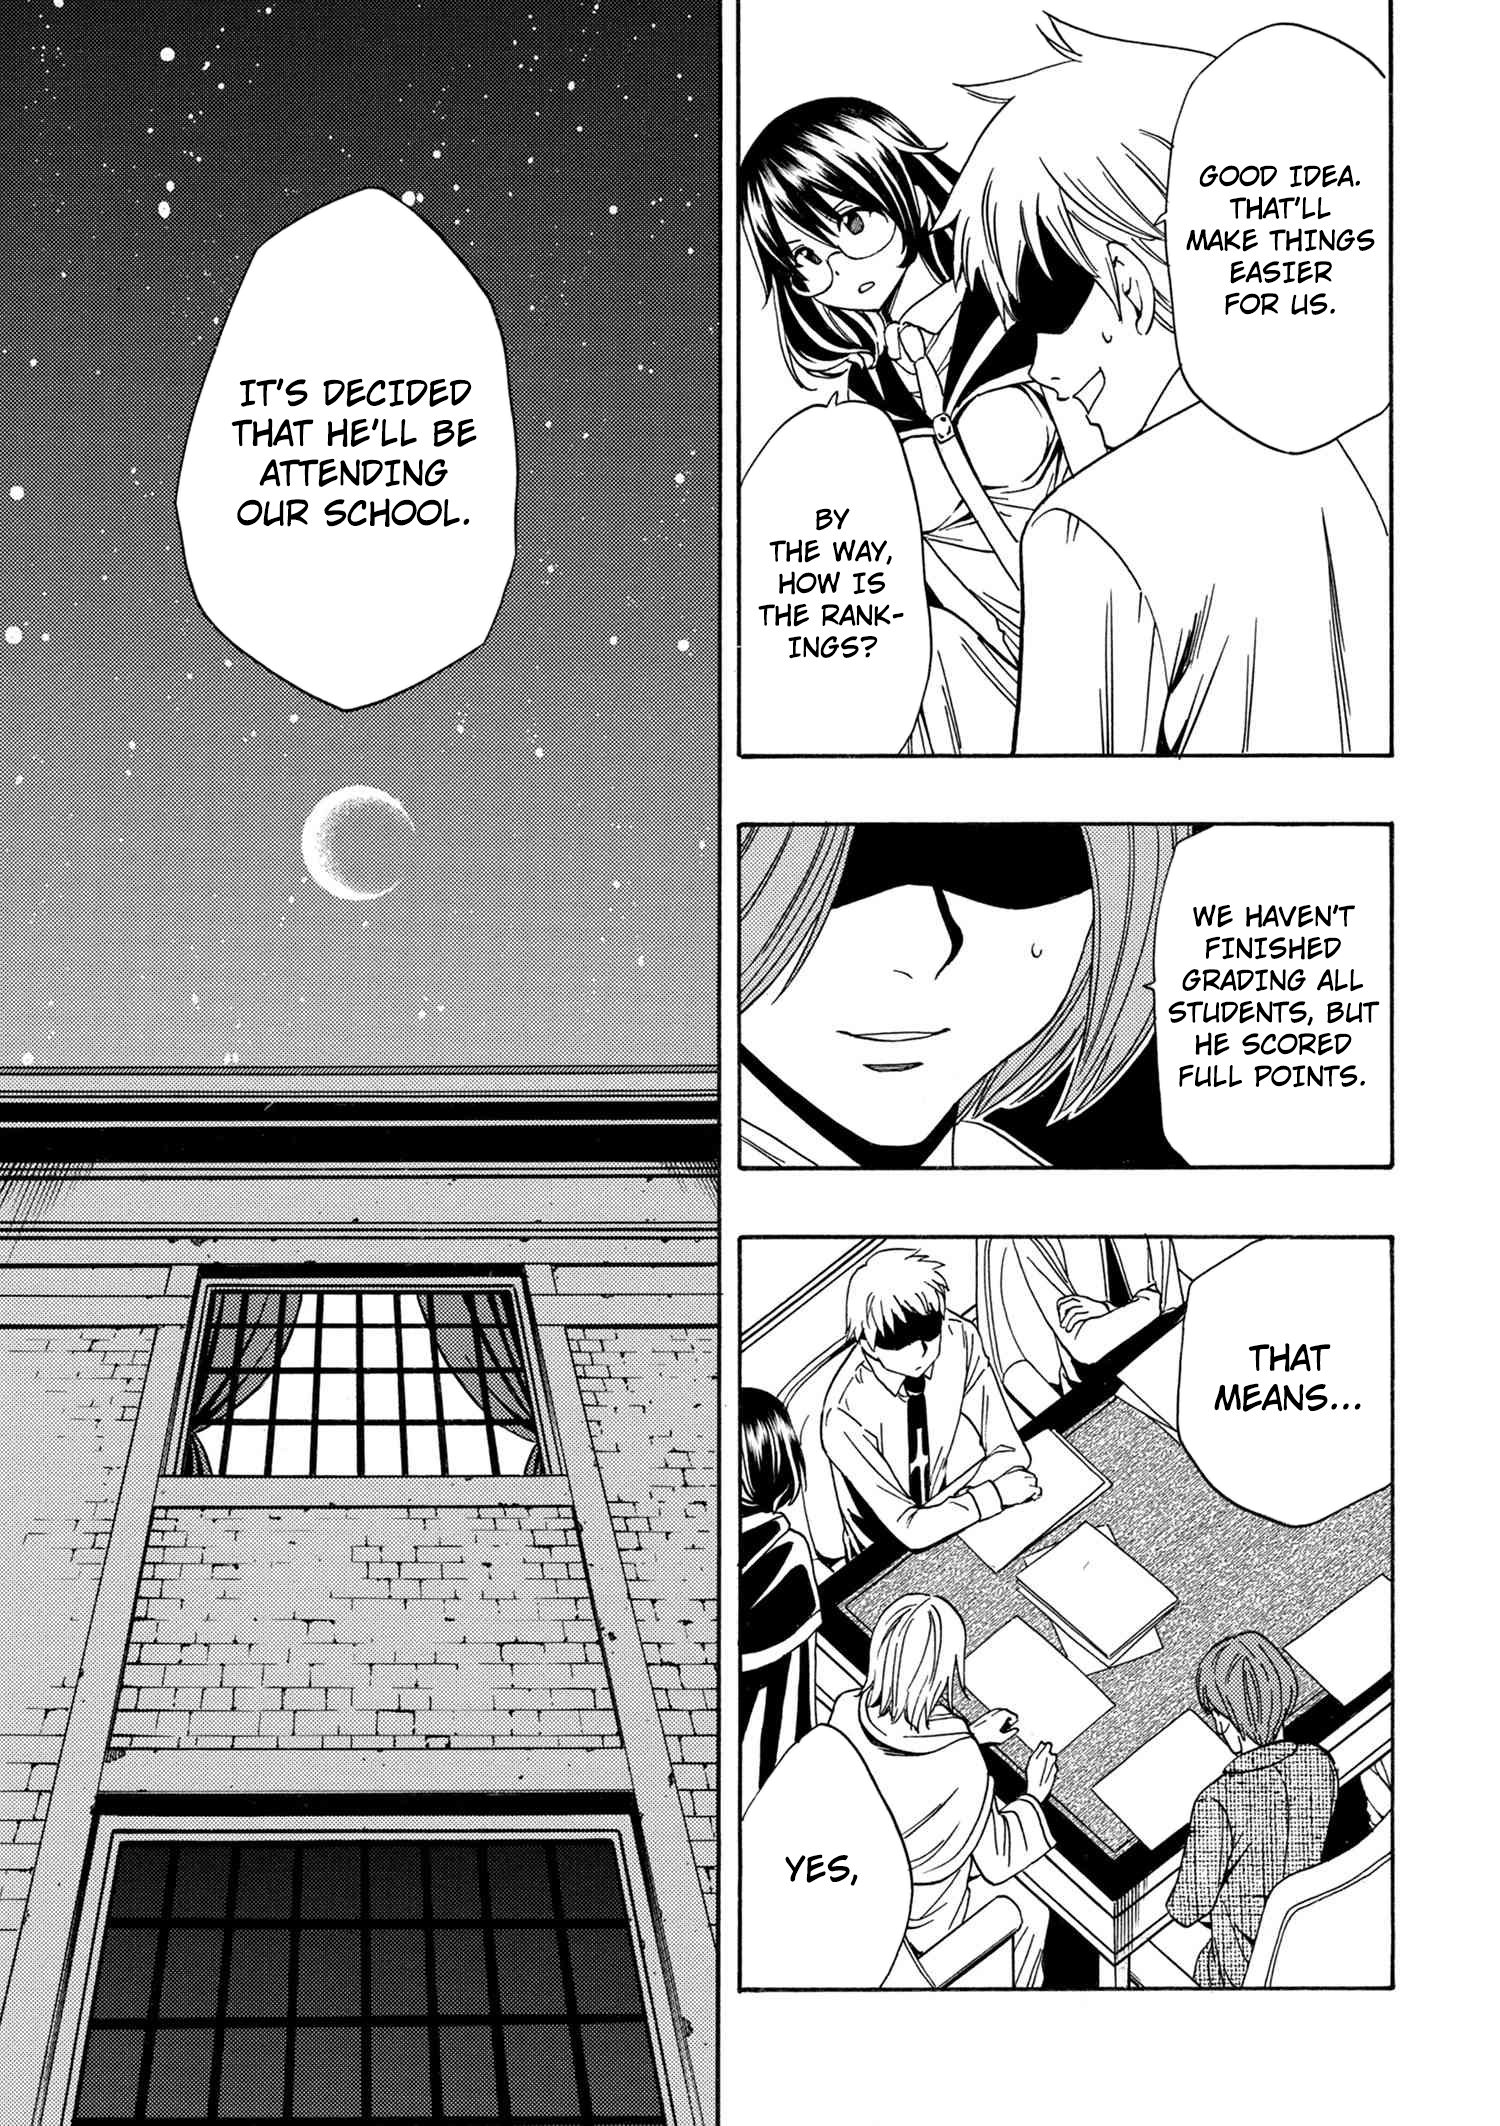 GOOD IDEA.
THAT'LL
MAKE THINGS
EASIER
FOR US.
BY
THE WAY,
HOW IS
THE RANK-
INGS?
WE HAVEN'T
FINISHED
GRADING ALL
STUDENTS, BUT
HE SCORED
FULL POINTS.
THAT
MEANS...
YES,
IT'S DECIDED
THAT HE'LL BE
ATTENDING
OUR SCHOOL.